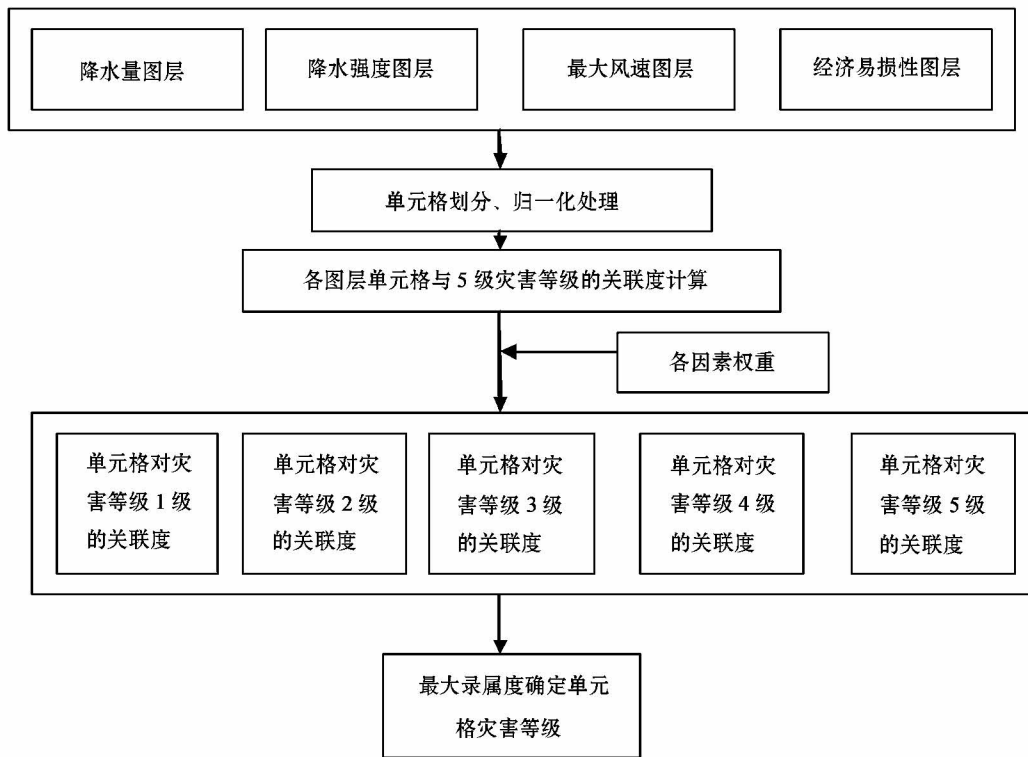 降水量图层
降水强度图层
最大风速图层
经济易损性图层
单元格划分、归一化处理
各图层单元格与 5 级灾害等级的关联度计算
各因素权重
单元格对灾
害等级 1 级
的关联度
单元格对灾
害等级 2 级
的关联度
单元格对灾
害等级 3 级
的关联度
单元格对灾
害等级 4 级
的关联度
单元格对灾
害等级 5 级
的关联度
最大录属度确定单元
格灾害等级